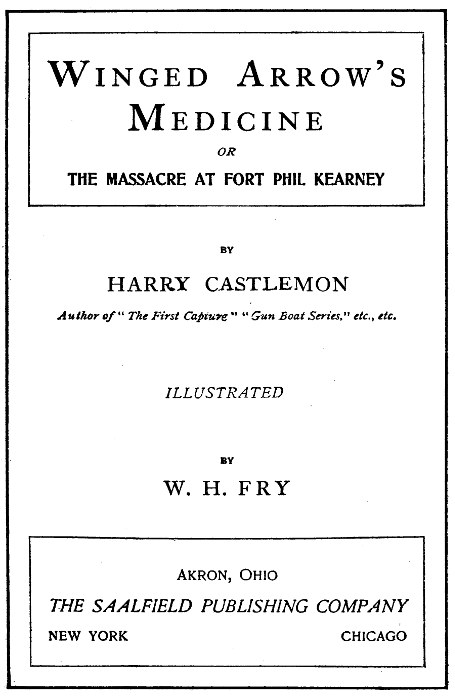 WINGED ARROW'S
MEDICINE
OR
THE MASSACRE AT FORT PHIL KEARNEY
BY
HARRY CASTLEMON
Author of "The First Capture" "Gun Boat Series," etc., etc.
ILLUSTRATED
BY
W. H. FRY
AKRON, OHIO
THE SAALFIELD PUBLISHING COMPANY
NEW YORK CHICAGO